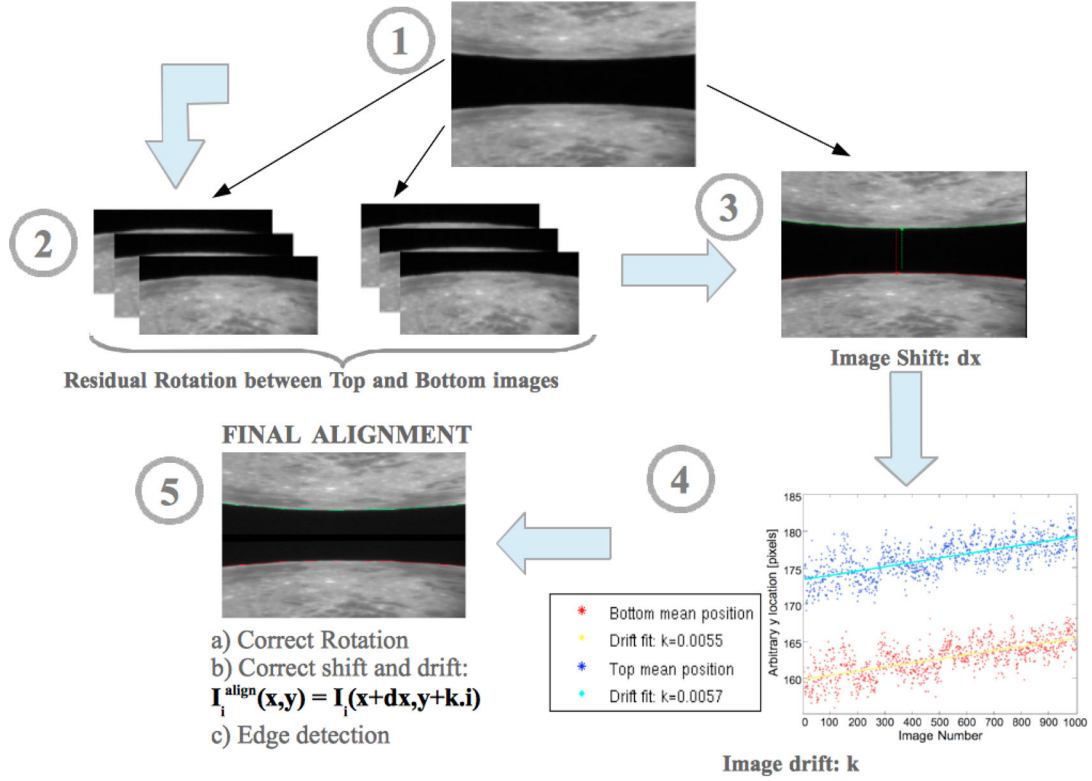 1
2
3
Residual Rotation between Top and Bottom images
Image Shift: dx
FINAL ALIGNMENT
5
a) Correct Rotation
b) Correct shift and drift:
I_i^align(x,y) = I_i(x+dx,y+k.i)
c) Edge detection
4
Bottom mean position
Drift fit: k=0.0055
Top mean position
Drift fit: k=0.0057
Arbitrary y location [pixels]
185
180
175
170
165
160
0 100 200 300 400 500 600 700 800 900 1000
Image Number
Image drift: k